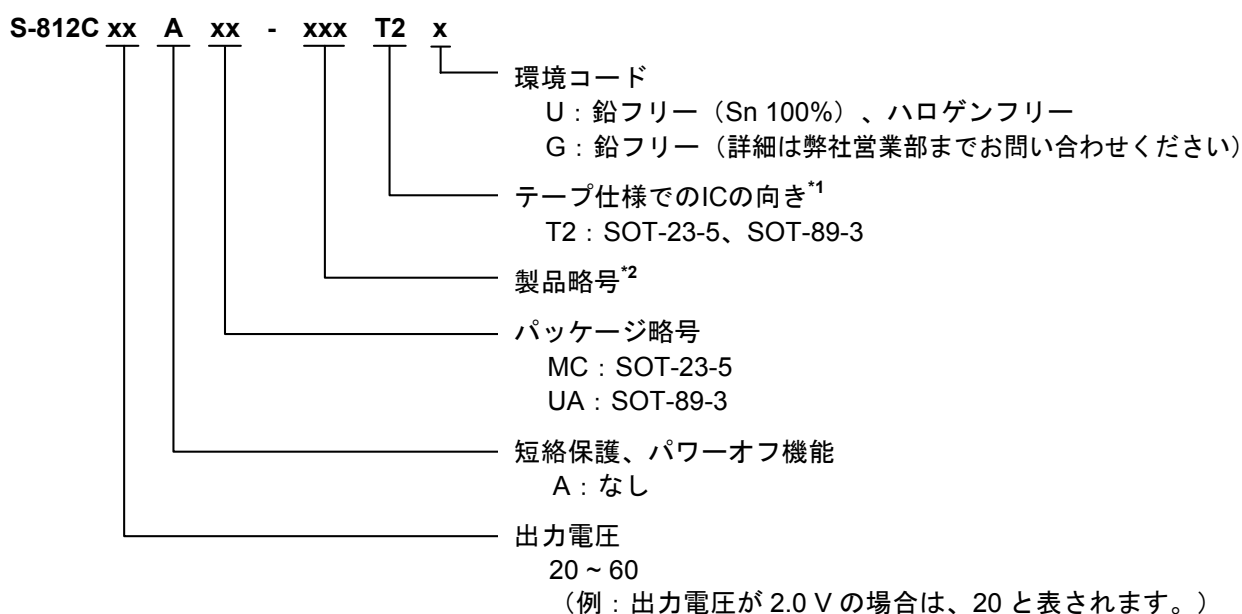 S-812C xx A xx - xxx T2 x
環境コード
U：鉛フリー（Sn 100%）、ハロゲンフリー
G：鉛フリー（詳細は弊社営業部までお問い合わせください）
テープ仕様でのICの向き*1
T2：SOT-23-5、SOT-89-3
製品略号*2
パッケージ略号
MC：SOT-23-5
UA：SOT-89-3
短絡保護、パワーオフ機能
A：なし
出力電圧
20 ~ 60
（例：出力電圧が 2.0 V の場合は、20 と表されます。）